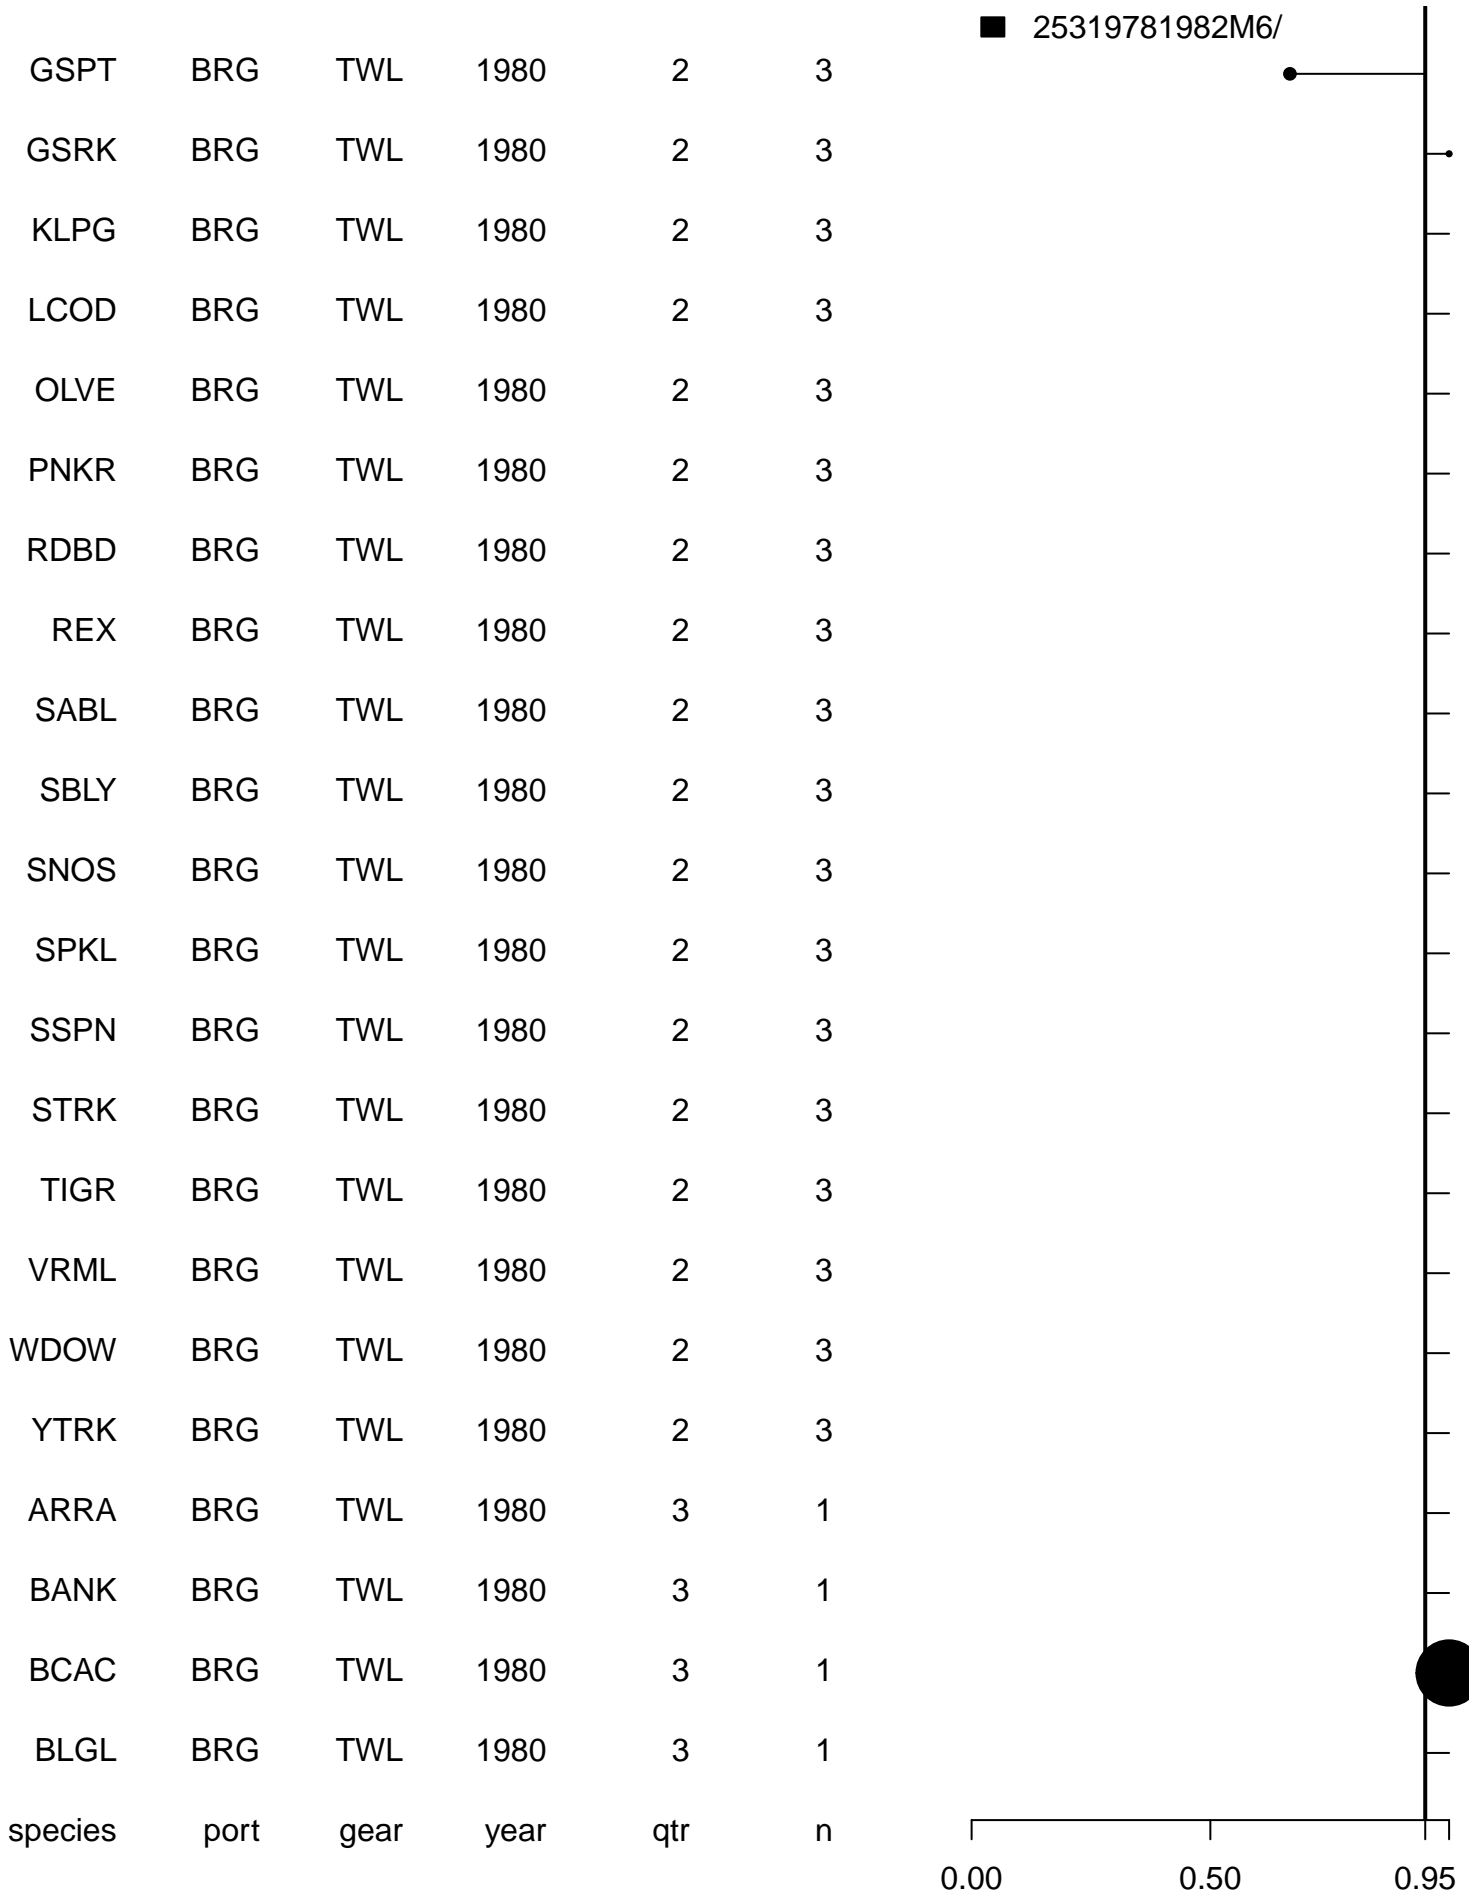 25319781982M6/
GSPT BRG TWL 1980 2 3
GSRK BRG TWL 1980 2 3
KLPG BRG TWL 1980 2 3
LCOD BRG TWL 1980 2 3
OLVE BRG TWL 1980 2 3
PNKR BRG TWL 1980 2 3
RDBD BRG TWL 1980 2 3
REX BRG TWL 1980 2 3
SABL BRG TWL 1980 2 3
SBLY BRG TWL 1980 2 3
SNOS BRG TWL 1980 2 3
SPKL BRG TWL 1980 2 3
SSPN BRG TWL 1980 2 3
STRK BRG TWL 1980 2 3
TIGR BRG TWL 1980 2 3
VRML BRG TWL 1980 2 3
WDOW BRG TWL 1980 2 3
YTRK BRG TWL 1980 2 3
ARRA BRG TWL 1980 3 1
BANK BRG TWL 1980 3 1
BCAC BRG TWL 1980 3 1
BLGL BRG TWL 1980 3 1
species port gear year qtr n
0.00 0.50 0.95